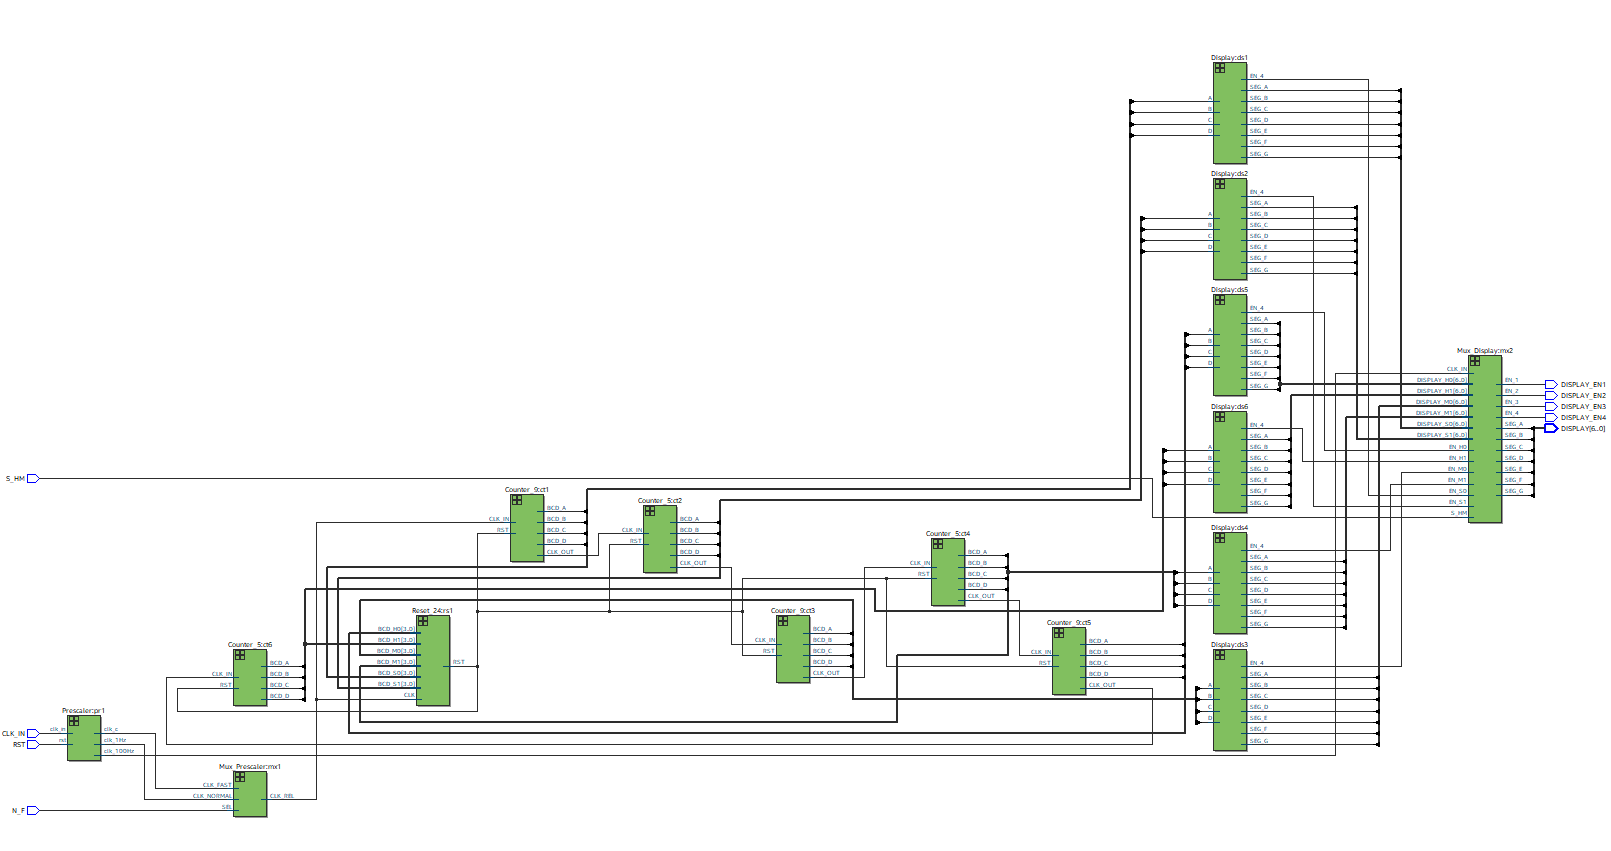 Display:ds1
EN_4
SEG_A
A
SEG_B
B
SEG_C
C
SEG_D
D
SEG_E
SEG_F
SEG_G
Display:ds2
EN_4
SEG_A
A
SEG_B
B
SEG_C
C
SEG_D
D
SEG_E
SEG_F
SEG_G
Display:ds5
EN_4
SEG_A
A
SEG_B
B
SEG_C
C
SEG_D
D
SEG_E
SEG_F
SEG_G
Display:ds6
EN_4
SEG_A
A
SEG_B
B
SEG_C
C
SEG_D
D
SEG_E
SEG_F
SEG_G
Display:ds4
EN_4
SEG_A
A
SEG_B
B
SEG_C
C
SEG_D
D
SEG_E
SEG_F
SEG_G
Display:ds3
EN_4
SEG_A
A
SEG_B
B
SEG_C
C
SEG_D
D
SEG_E
SEG_F
SEG_G
Mux_Display:mx2
CLK_IN
DISPLAY_H0[6..0]
DISPLAY_H1[6..0]
DISPLAY_M0[6..0]
DISPLAY_M1[6..0]
DISPLAY_S0[6..0]
DISPLAY_S1[6..0]
EN_H0
EN_H1
EN_M0
EN_M1
EN_S0
EN_S1
S_HM
EN_1
EN_2
EN_3
EN_4
SEG_A
SEG_B
SEG_C
SEG_D
SEG_E
SEG_F
SEG_G
DISPLAY_EN1
DISPLAY_EN2
DISPLAY_EN3
DISPLAY_EN4
DISPLAY[6..0]
S_HM
Counter_9:ct1
CLK_IN
RST
BCD_A
BCD_B
BCD_C
BCD_D
CLK_OUT
Counter_5:ct2
CLK_IN
RST
BCD_A
BCD_B
BCD_C
BCD_D
CLK_OUT
Counter_5:ct4
CLK_IN
RST
BCD_A
BCD_B
BCD_C
BCD_D
CLK_OUT
Reset_24:rs1
BCD_H0[3..0]
BCD_H1[3..0]
BCD_M0[3..0]
BCD_M1[3..0]
BCD_S0[3..0]
BCD_S1[3..0]
CLK
RST
Counter_9:ct3
CLK_IN
RST
BCD_A
BCD_B
BCD_C
BCD_D
CLK_OUT
Counter_9:ct5
CLK_IN
RST
BCD_A
BCD_B
BCD_C
BCD_D
CLK_OUT
Counter_5:ct6
CLK_IN
RST
BCD_A
BCD_B
BCD_C
BCD_D
Prescaler:pr1
CLK_IN
RST
clk_in
rst
clk_c
clk_1Hz
clk_100Hz
Mux_Prescaler:mx1
CLK_FAST
CLK_NORMAL
SEL
CLK_REL
N_F